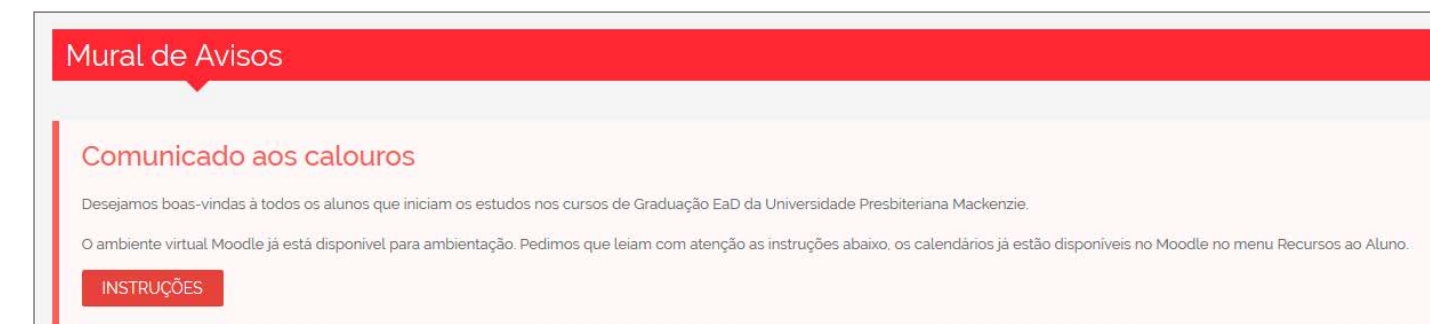 Mural de Avisos
Comunicado aos calouros
Desejamos boas-vindas à todos os alunos que iniciam os estudos nos cursos de Graduação EaD da Universidade Presbiteriana Mackenzie.
O ambiente virtual Moodle já está disponível para ambientação. Pedimos que leiam com atenção as instruções abaixo, os calendários já estão disponíveis no Moodle no menu Recursos ao Aluno.
INSTRUÇÕES